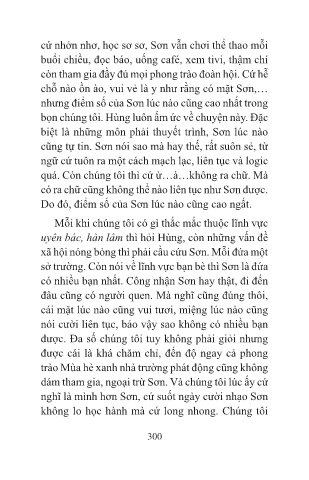 cứ nhởn nhơ, học sơ sơ, Sơn vẫn chơi thể thao mỗi
buổi chiều, đọc báo, uống café, xem tivi, thậm chí
còn tham gia đầy đủ mọi phong trào đoàn hội. Cứ hễ
chỗ nào ồn ào, vui vẻ là y như rằng có mặt Sơn,…
nhưng điểm số của Sơn lúc nào cũng cao nhất trong
bọn chúng tôi. Hùng luôn ấm ức về chuyện này. Đặc
biệt là những môn phải thuyết trình, Sơn lúc nào
cũng tự tin. Sơn nói sao mà hay thế, rất suôn sẻ, từ
ngữ cứ tuôn ra một cách mạch lạc, liên tục và logic
quá. Còn chúng tôi thì cứ ừ…à…không ra chữ. Mà
có ra chữ cũng không thể nào liên tục như Sơn được.
Do đó, điểm số của Sơn lúc nào cũng cao ngất.
Mỗi khi chúng tôi có gì thắc mắc thuộc lĩnh vực
uyên bác, hàn lâm thì hỏi Hùng, còn những vấn đề
xã hội nóng bỏng thì phải cầu cứu Sơn. Mỗi đứa một
sở trường. Còn nói về lĩnh vực bạn bè thì Sơn là đứa
có nhiều bạn nhất. Công nhận Sơn hay thật, đi đến
đâu cũng có người quen. Mà nghĩ cũng đúng thôi,
cái mặt lúc nào cũng vui tươi, miệng lúc nào cũng
nói cười liên tục, bảo vậy sao không có nhiều bạn
được. Đa số chúng tôi tuy không phải giỏi nhưng
được cái là khá chăm chỉ, đến độ ngay cả phong
trào Mùa hè xanh nhà trường phát động cũng không
dám tham gia, ngoại trừ Sơn. Và chúng tôi lúc ấy cứ
nghĩ là mình hơn Sơn, cứ suốt ngày cười nhạo Sơn
không lo học hành mà cứ long nhong. Chúng tôi
300